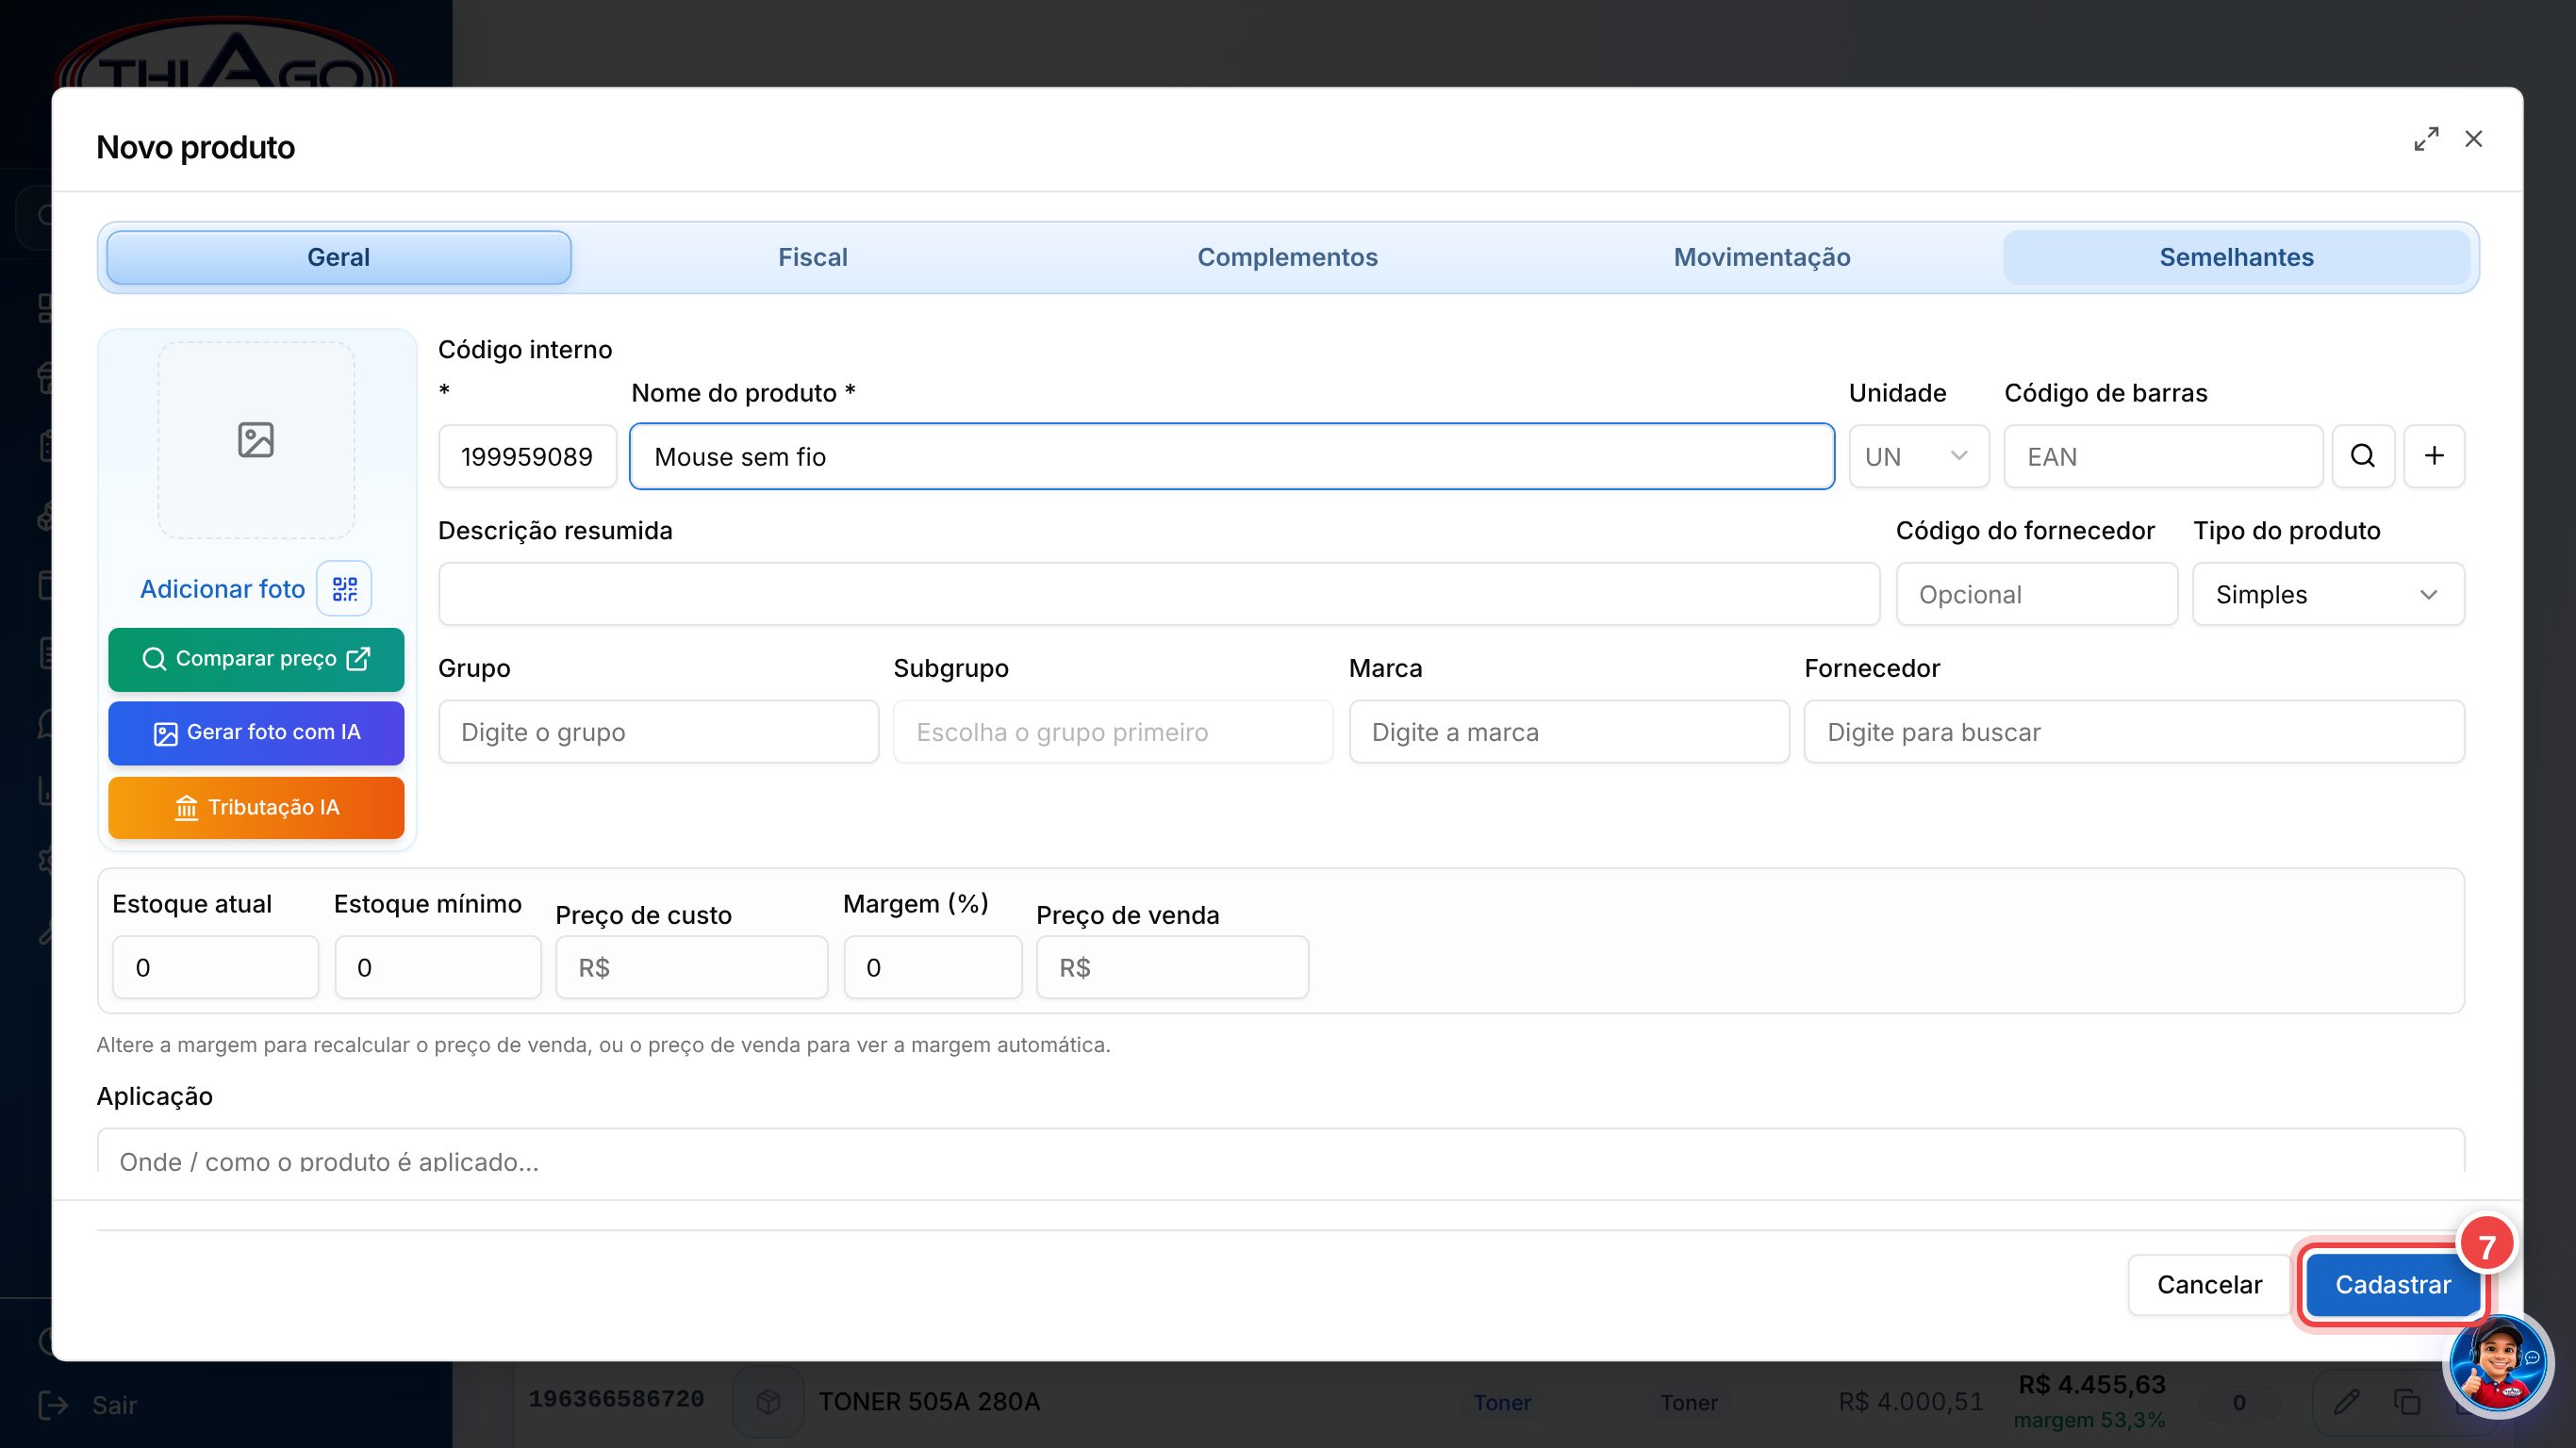 THIAGO
Novo produto
Geral
Fiscal
Complementos
Movimentação
Semelhantes
Código interno
*
Nome do produto *
Unidade
Código de barras
199959089
Mouse sem fio
UN
EAN
Descrição resumida
Código do fornecedor
Tipo do produto
Opcional
Simples
Adicionar foto
Comparar preço
Gerar foto com IA
Tributação IA
Grupo
Subgrupo
Marca
Fornecedor
Digite o grupo
Escolha o grupo primeiro
Digite a marca
Digite para buscar
Estoque atual
Estoque mínimo
Preço de custo
Margem (%)
Preço de venda
0
0
R$
0
R$
Altere a margem para recalcular o preço de venda, ou o preço de venda para ver a margem automática.
Aplicação
Onde / como o produto é aplicado...
7
Cancelar
Cadastrar
Sair
196366586720
TONER 505A 280A
Toner
Toner
R$ 4.000,51
R$ 4.455,63
margem 53,3%
0